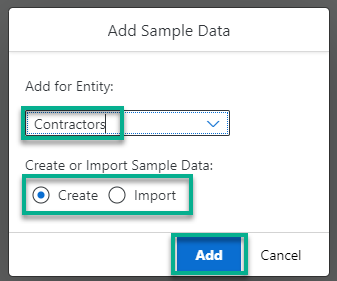 Add Sample Data
Add for Entity:
Contractors
Create or Import Sample Data:
Create Import
Add Cancel